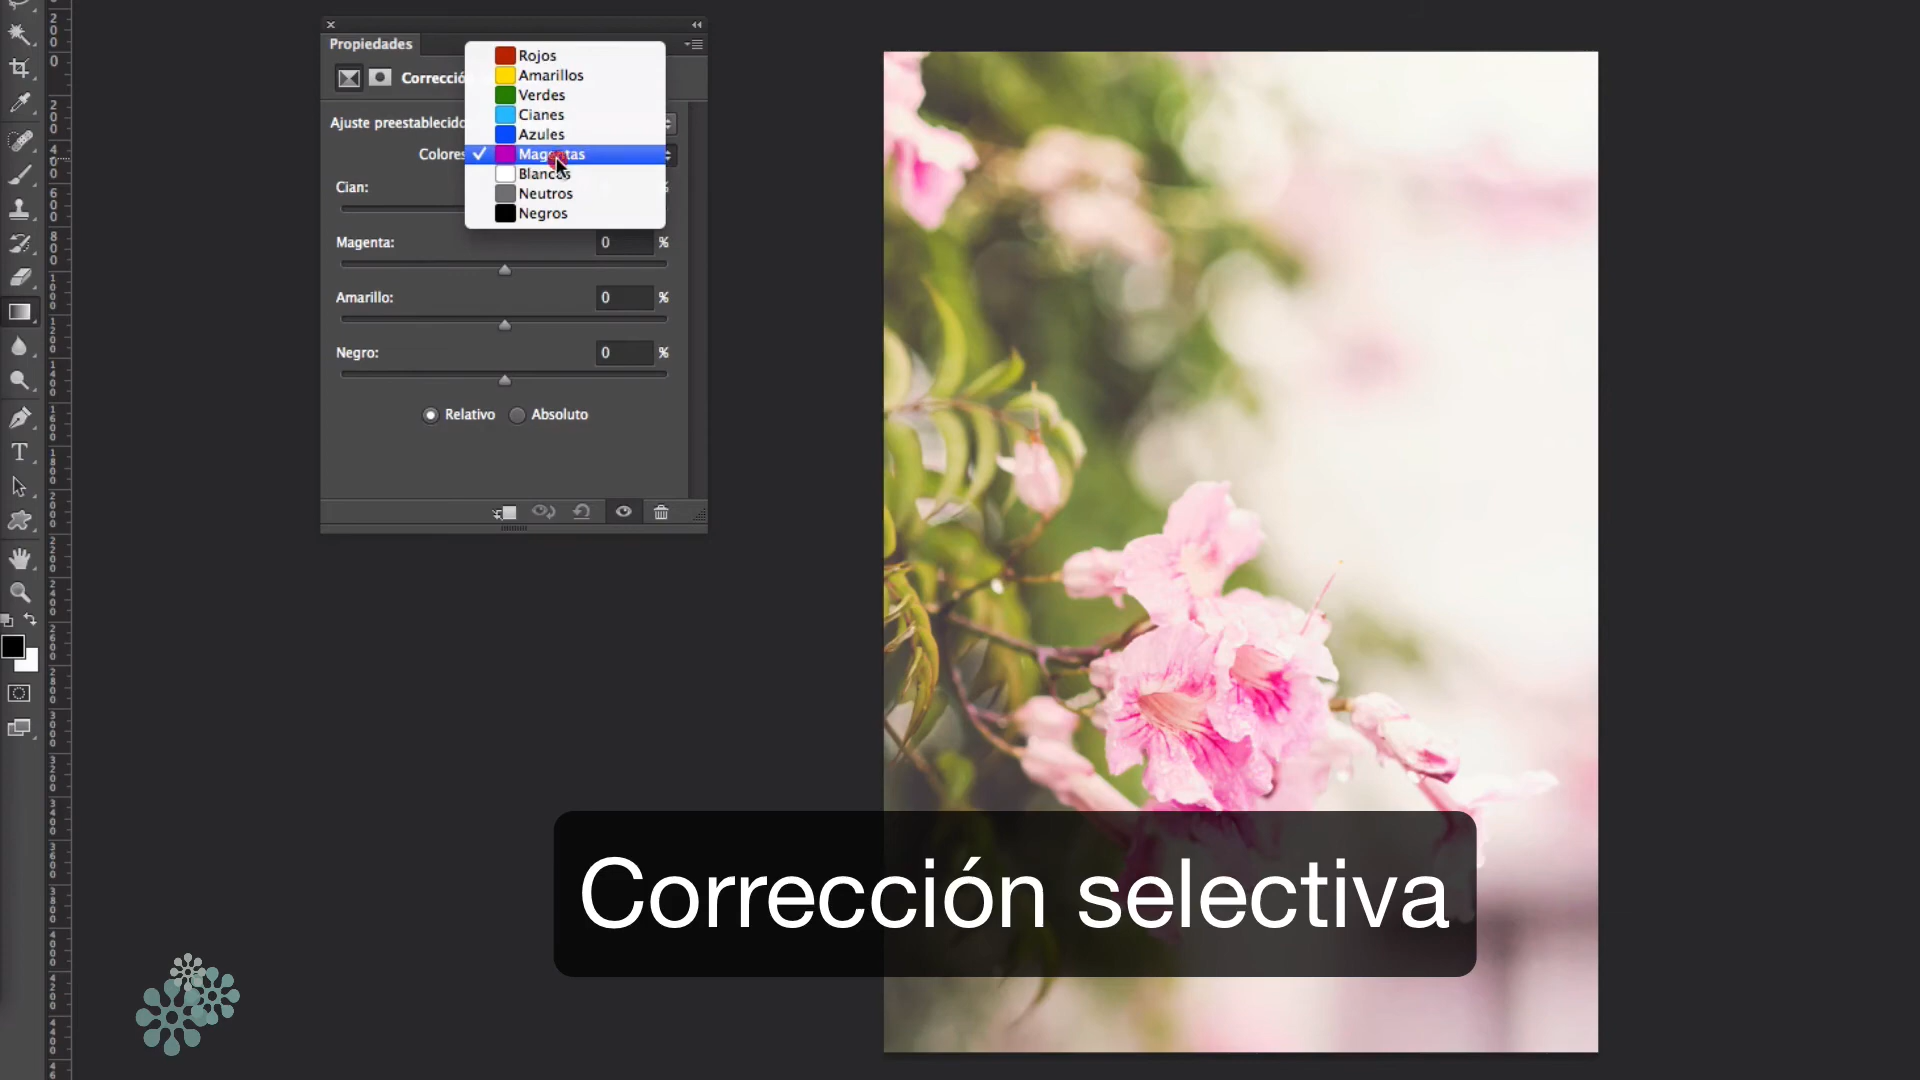 Propiedades
Correcció
Ajuste preestablecido
Colores
Rojos
Amarillos
Verdes
Cianes
Azules
Magentas
Blancos
Neutros
Negros
Cian: %
Magenta: 0 %
Amarillo: 0 %
Negro: 0 %
Relativo Absoluto
Corrección selectiva